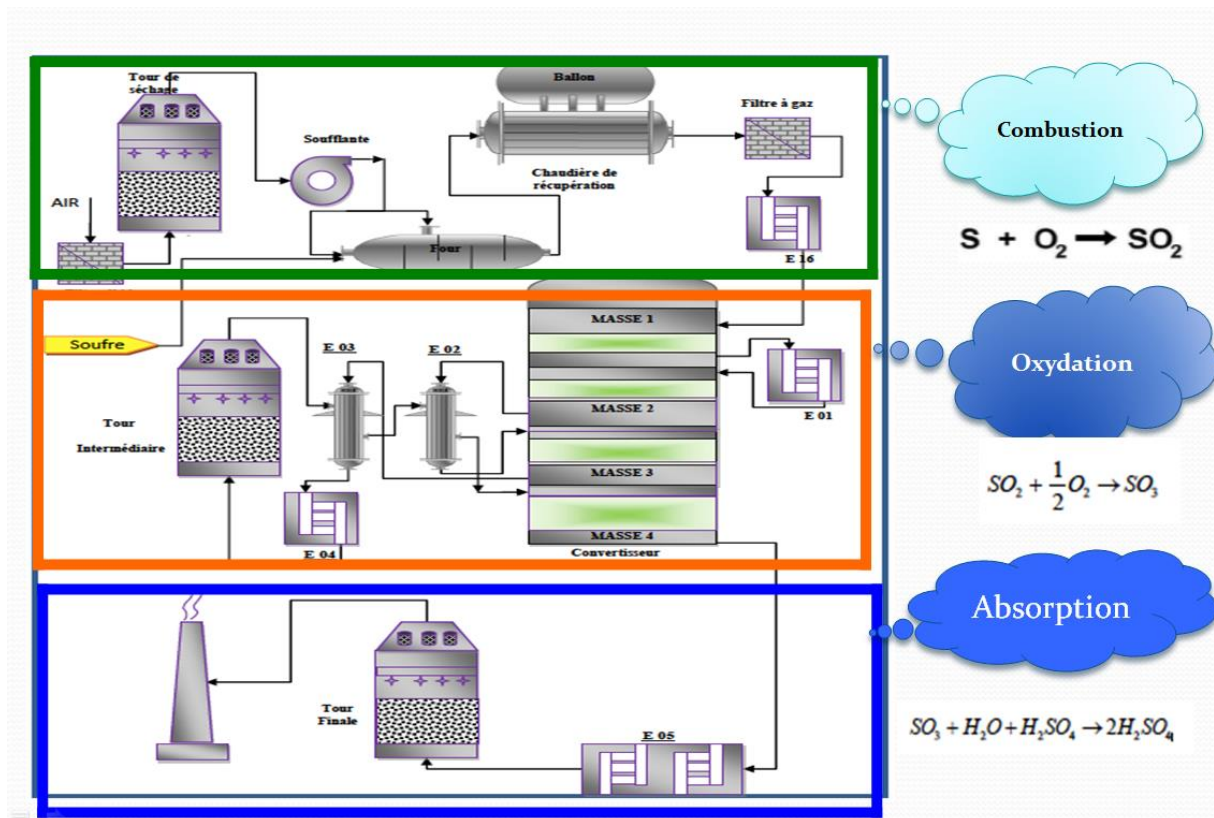 Tour de
séchage
Ballon
Filtre à gaz
Soufflante
Chaudière de
récupération
AIR
Four
E 16
Combustion
S + O₂ → SO₂
Soufre
MASSE 1
E 03
E 02
E 01
MASSE 2
Tour
Intermédiaire
MASSE 3
E 04
MASSE 4
Convertisseur
Oxydation
SO₂ + 1/2 O₂ → SO₃
Tour
Finale
E 05
Absorption
SO₃ + H₂O + H₂SO₄ → 2H₂SO₄